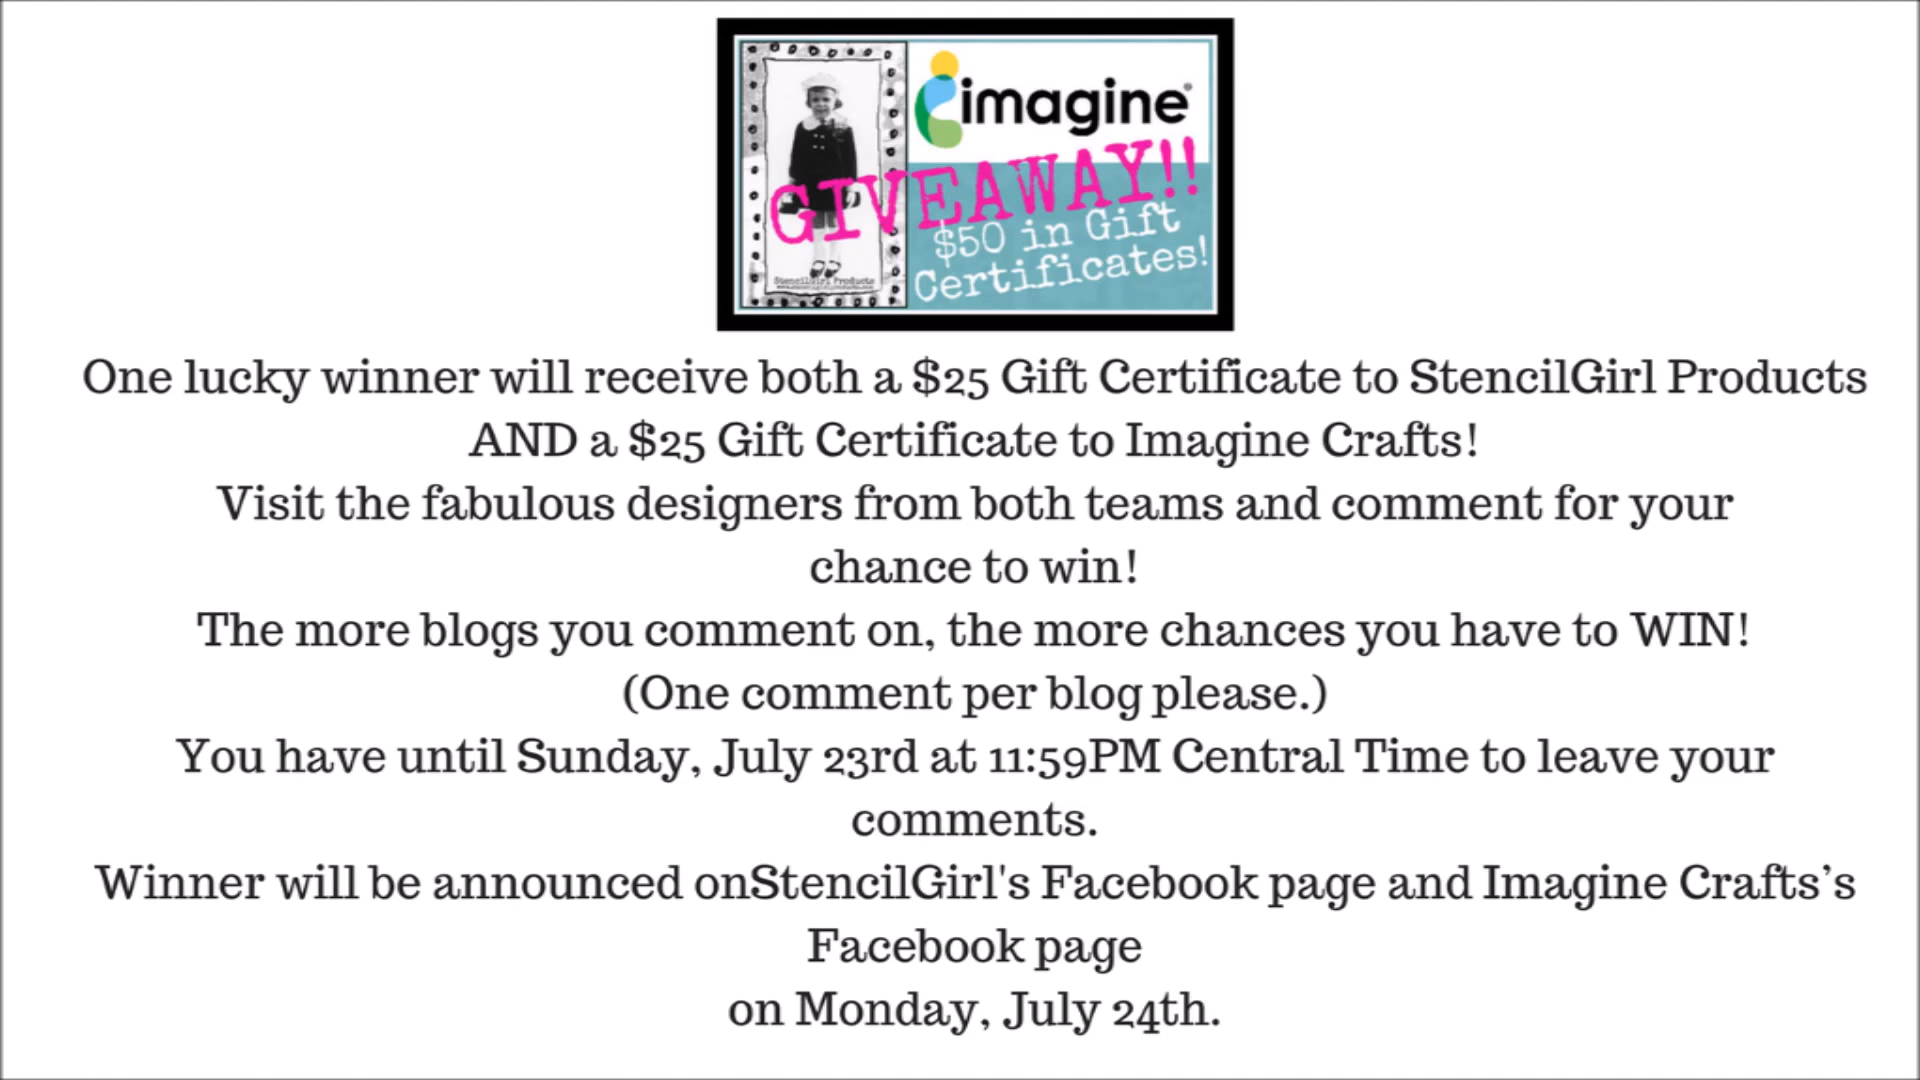 imagine®
GIVEAWAY!!
$50 in Gift
Certificates!
StencilGirl Products
One lucky winner will receive both a $25 Gift Certificate to StencilGirl Products
AND a $25 Gift Certificate to Imagine Crafts!
Visit the fabulous designers from both teams and comment for your
chance to win!
The more blogs you comment on, the more chances you have to WIN!
(One comment per blog please.)
You have until Sunday, July 23rd at 11:59PM Central Time to leave your
comments.
Winner will be announced onStencilGirl's Facebook page and Imagine Crafts’s
Facebook page
on Monday, July 24th.